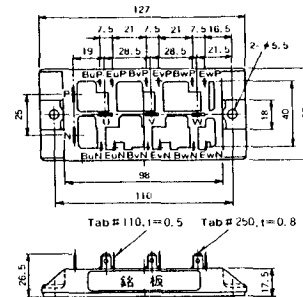 127
7.5 21 7.5 21 7.5 16.5
19 28.5 28.5 21.5
2-φ5.5
BuP EuP BvP EvP BwP EwP
P
25
N
U V W
18
40
BuN EuN BvN EvN BwN EwN
98
110
Tab#110,t=0.5 Tab#250,t=0.8
26.5
銘板
17.5